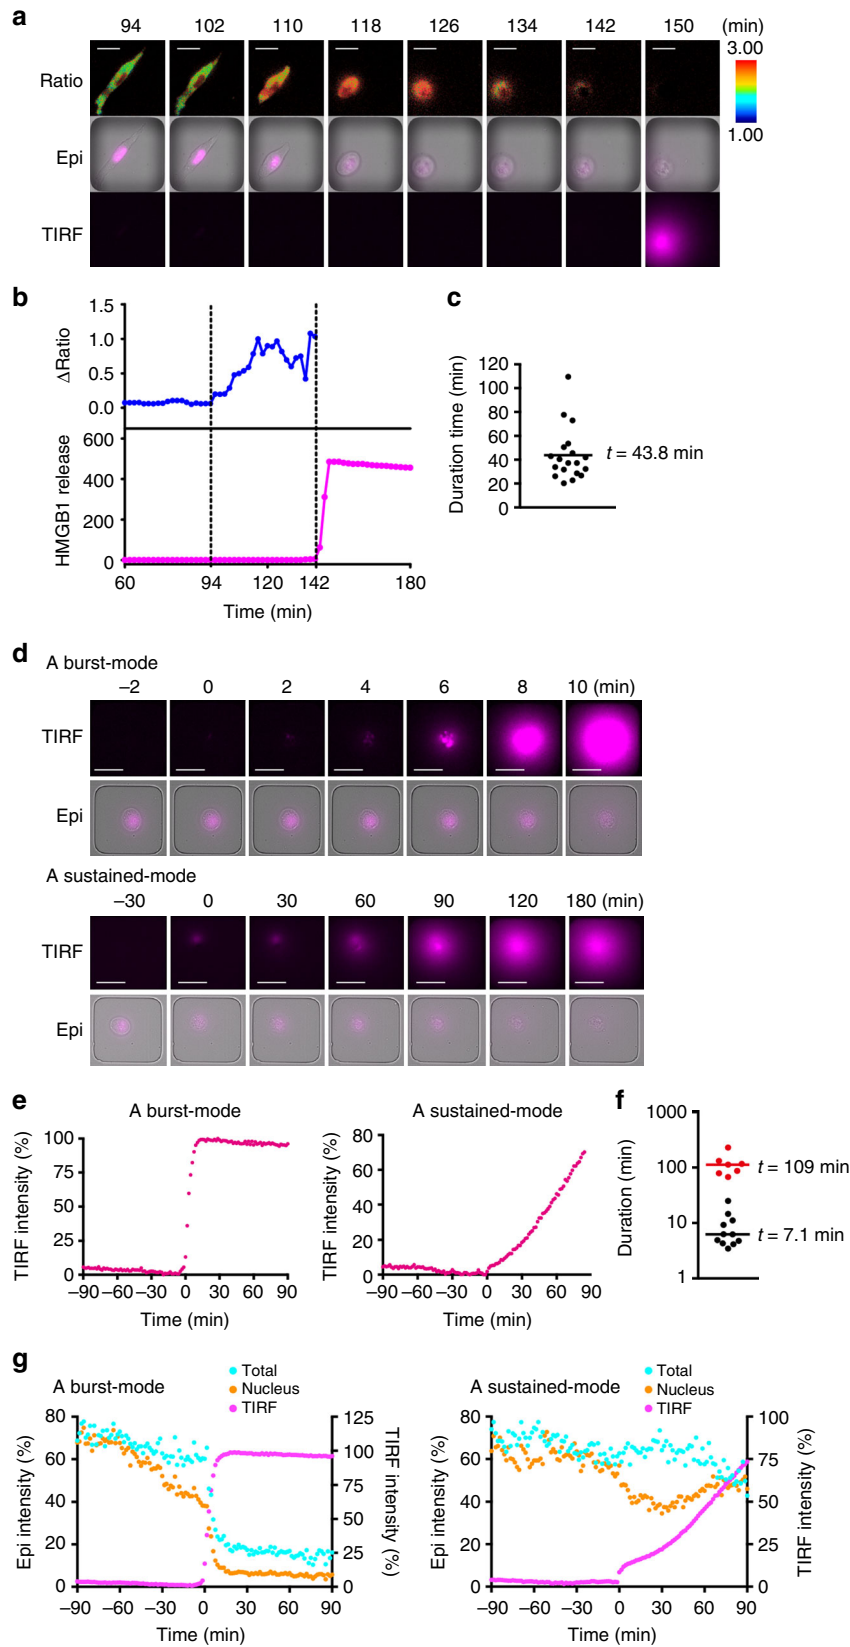 a
94 102 110 118 126 134 142 150 (min)
Ratio
3.00
1.00
Epi
TIRF
b
1.5
1.0
0.5
0.0
ΔRatio
600
400
200
0
HMGB1 release
60 94 120 142 180
Time (min)
c
120
100
80
60
40
20
0
Duration time (min)
t = 43.8 min
d
A burst-mode
–2 0 2 4 6 8 10 (min)
TIRF
Epi
A sustained-mode
–30 0 30 60 90 120 180 (min)
TIRF
Epi
e
A burst-mode
100
75
50
25
0
TIRF intensity (%)
–90 –60 –30 0 30 60 90
Time (min)
A sustained-mode
80
60
40
20
0
TIRF intensity (%)
–90 –60 –30 0 30 60 90
Time (min)
f
1000
100
10
1
Duration (min)
t = 109 min
t = 7.1 min
g
A burst-mode
Total
Nucleus
TIRF
80
60
40
20
0
Epi intensity (%)
125
100
75
50
25
0
TIRF intensity (%)
–90 –60 –30 0 30 60 90
Time (min)
A sustained-mode
Total
Nucleus
TIRF
80
60
40
20
0
Epi intensity (%)
100
75
50
25
0
TIRF intensity (%)
–90 –60 –30 0 30 60 90
Time (min)